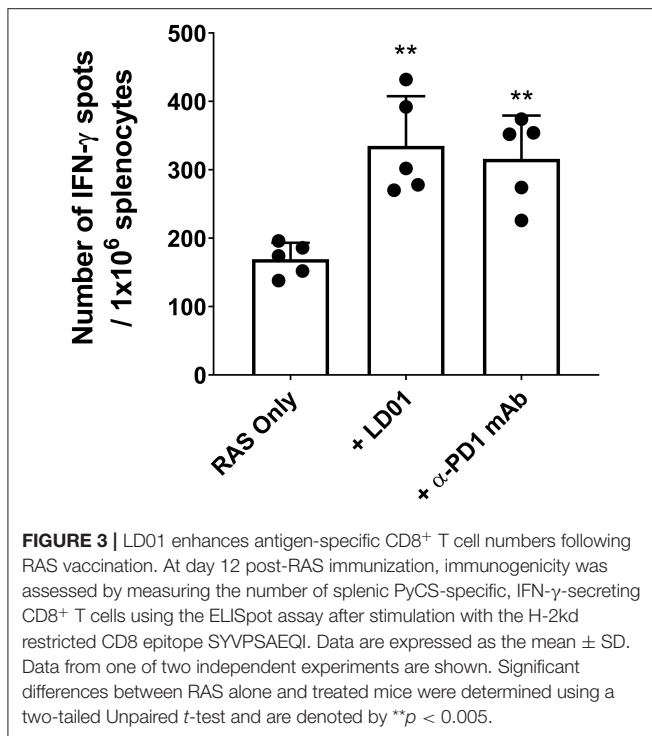 500
400
300
200
100
0
Number of IFN-γ spots
/ 1x10⁶ splenocytes
**
**
RAS Only
+ LD01
+ α-PD1 mAb
FIGURE 3 | LD01 enhances antigen-specific CD8⁺ T cell numbers following
RAS vaccination. At day 12 post-RAS immunization, immunogenicity was
assessed by measuring the number of splenic PyCS-specific, IFN-γ-secreting
CD8⁺ T cells using the ELISpot assay after stimulation with the H-2kd
restricted CD8 epitope SYVPSAEQI. Data are expressed as the mean ± SD.
Data from one of two independent experiments are shown. Significant
differences between RAS alone and treated mice were determined using a
two-tailed Unpaired t-test and are denoted by **p < 0.005.